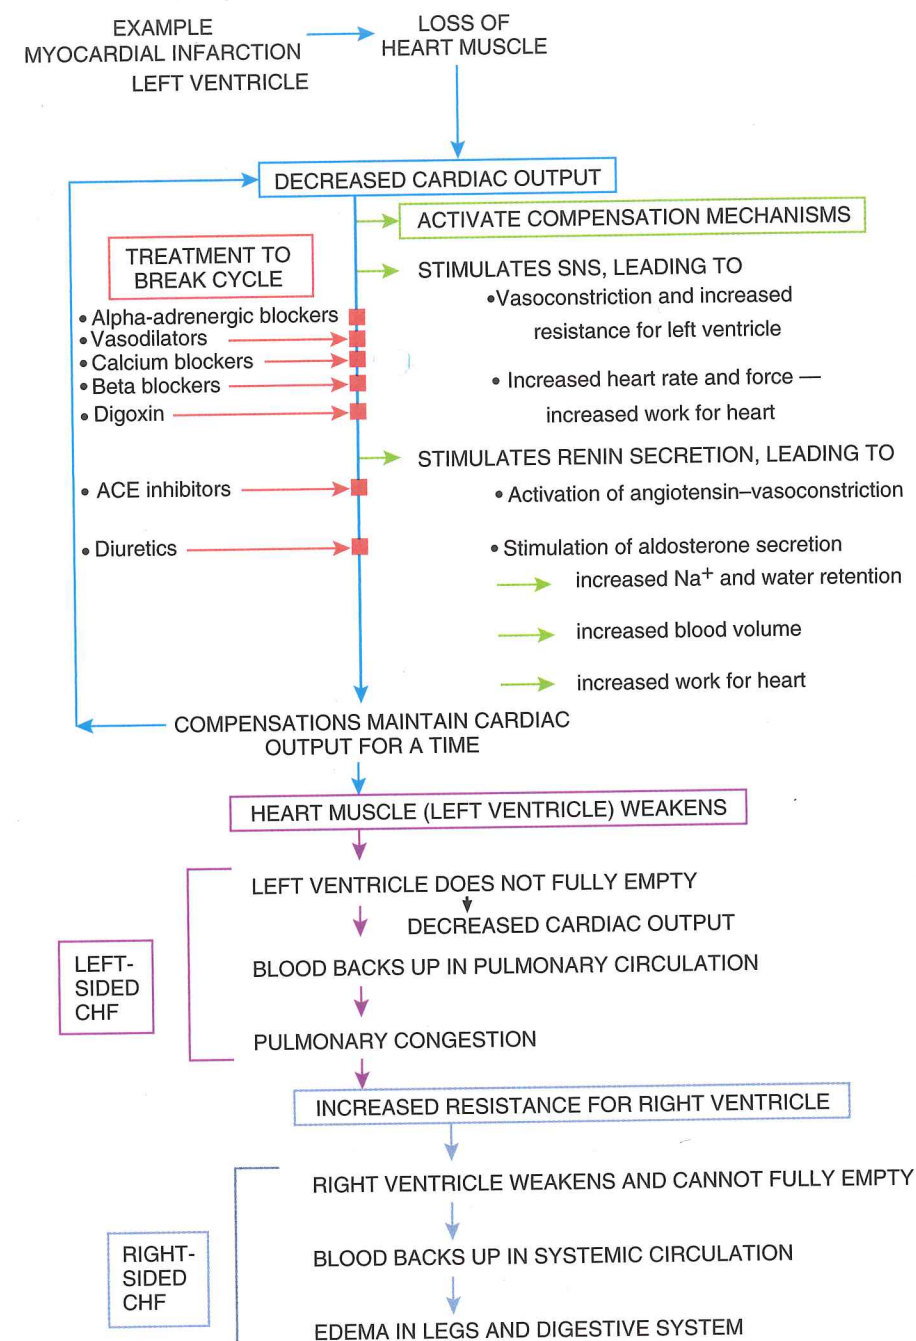 EXAMPLE
MYOCARDIAL INFARCTION
LEFT VENTRICLE
LOSS OF
HEART MUSCLE
DECREASED CARDIAC OUTPUT
ACTIVATE COMPENSATION MECHANISMS
TREATMENT TO
BREAK CYCLE
STIMULATES SNS, LEADING TO
•Vasoconstriction and increased
resistance for left ventricle
• Alpha-adrenergic blockers
• Vasodilators
• Calcium blockers
• Beta blockers
• Digoxin
• Increased heart rate and force —
increased work for heart
STIMULATES RENIN SECRETION, LEADING TO
• ACE inhibitors
• Activation of angiotensin–vasoconstriction
• Diuretics
• Stimulation of aldosterone secretion
increased Na+ and water retention
increased blood volume
increased work for heart
COMPENSATIONS MAINTAIN CARDIAC
OUTPUT FOR A TIME
HEART MUSCLE (LEFT VENTRICLE) WEAKENS
LEFT VENTRICLE DOES NOT FULLY EMPTY
DECREASED CARDIAC OUTPUT
LEFT-
SIDED
CHF
BLOOD BACKS UP IN PULMONARY CIRCULATION
PULMONARY CONGESTION
INCREASED RESISTANCE FOR RIGHT VENTRICLE
RIGHT VENTRICLE WEAKENS AND CANNOT FULLY EMPTY
RIGHT-
SIDED
CHF
BLOOD BACKS UP IN SYSTEMIC CIRCULATION
EDEMA IN LEGS AND DIGESTIVE SYSTEM